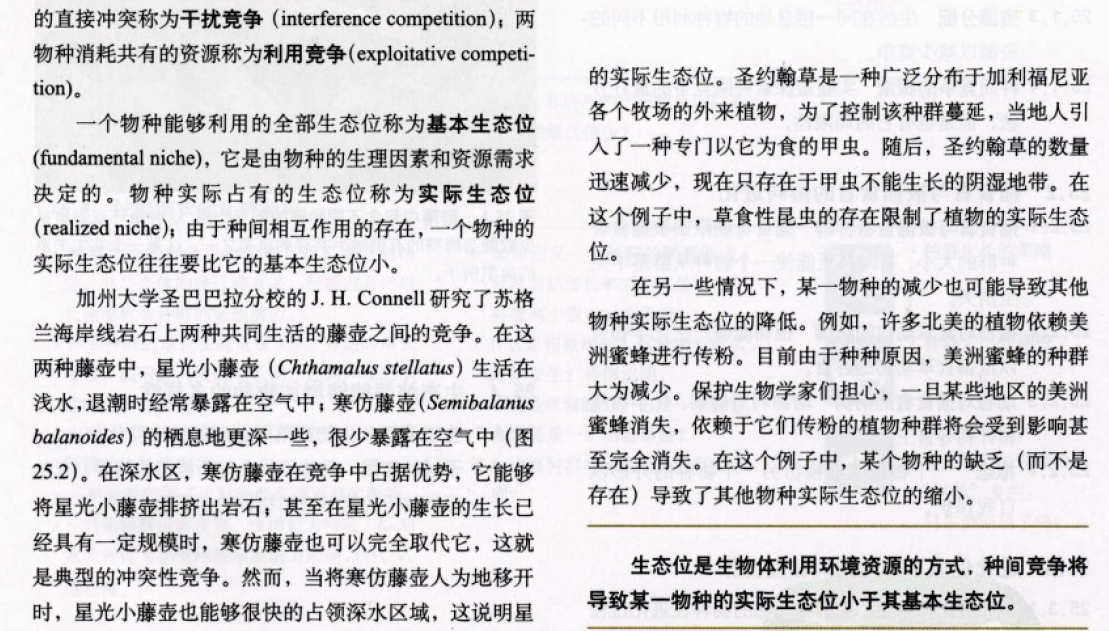 的直接冲突称为干扰竞争 (interference competition)，两
物种消耗共有的资源称为利用竞争(exploitative competi-
tion)。
一个物种能够利用的全部生态位称为基本生态位
(fundamental niche)，它是由物种的生理因素和资源需求
决定的。物种实际占有的生态位称为实际生态位
(realized niche)；由于种间相互作用的存在，一个物种的
实际生态位往往要比它的基本生态位小。
加州大学圣巴巴拉分校的 J. H. Connell 研究了苏格
兰海岸线岩石上两种共同生活的藤壶之间的竞争。在这
两种藤壶中，星光小藤壶 (Chthamalus stellatus) 生活在
浅水,退潮时经常暴露在空气中；寒仿藤壶(Semibalanus
balanoides) 的栖息地更深一些，很少暴露在空气中 (图
25.2)。在深水区，寒仿藤壶在竞争中占据优势，它能够
将星光小藤壶排挤出岩石；甚至在星光小藤壶的生长已
经具有一定规模时，寒仿藤壶也可以完全取代它，这就
是典型的冲突性竞争。然而，当将寒仿藤壶人为地移开
时，星光小藤壶也能够很快的占领深水区域，这说明星
的实际生态位。圣约翰草是一种广泛分布于加利福尼亚
各个牧场的外来植物，为了控制该种群蔓延，当地人引
入了一种专门以它为食的甲虫。随后，圣约翰草的数量
迅速减少，现在只存在于甲虫不能生长的阴湿地带。在
这个例子中，草食性昆虫的存在限制了植物的实际生态
位。
在另一些情况下，某一物种的减少也可能导致其他
物种实际生态位的降低。例如，许多北美的植物依赖美
洲蜜蜂进行传粉。目前由于种种原因，美洲蜜蜂的种群
大为减少。保护生物学家们担心，一旦某些地区的美洲
蜜蜂消失，依赖于它们传粉的植物种群将会受到影响甚
至完全消失。在这个例子中，某个物种的缺乏（而不是
存在）导致了其他物种实际生态位的缩小。
生态位是生物体利用环境资源的方式，种间竞争将
导致某一物种的实际生态位小于其基本生态位。